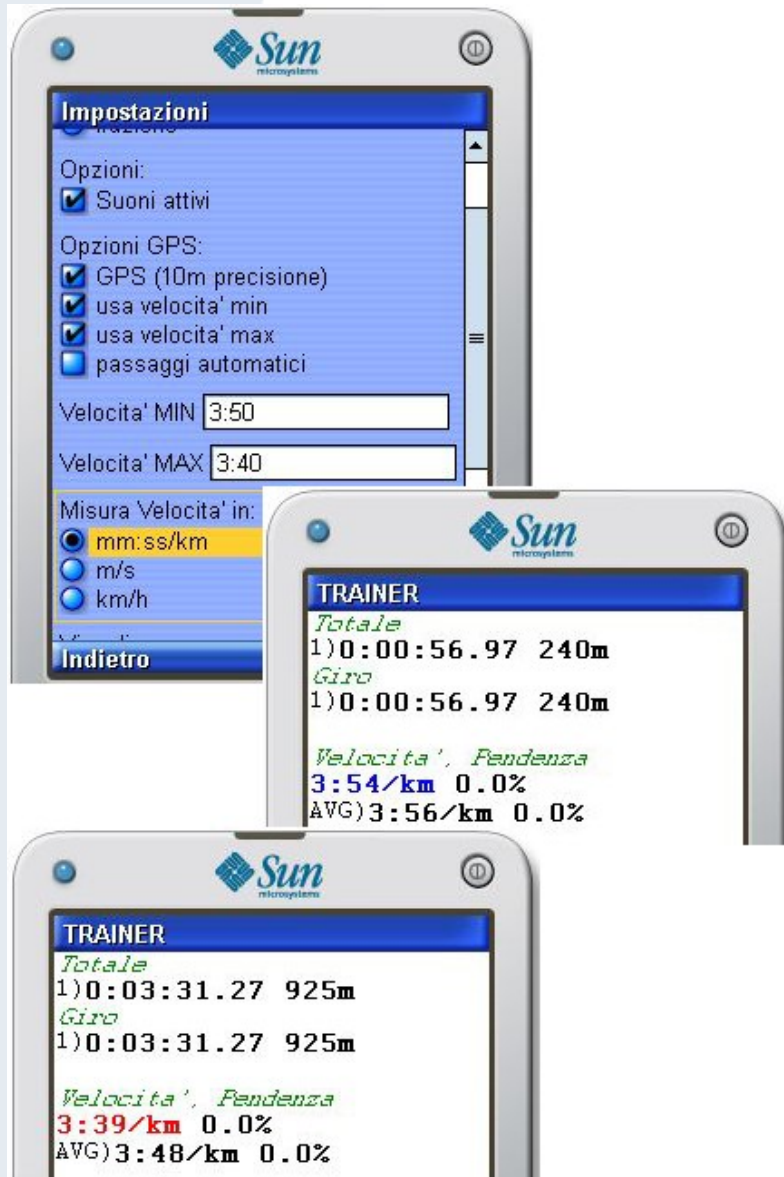 Sun
microsystems
Impostazioni
frazione
Opzioni:
Suoni attivi
Opzioni GPS:
GPS (10m precisione)
usa velocita' min
usa velocita' max
passaggi automatici
Velocita' MIN 3:50
Velocita' MAX 3:40
Misura Velocita' in:
mm:ss/km
m/s
km/h
Indietro
Sun
microsystems
TRAINER
Totale
1)0:00:56.97 240m
Giro
1)0:00:56.97 240m
Velocita', Pendenza
3:54/km 0.0%
AVG)3:56/km 0.0%
Sun
microsystems
TRAINER
Totale
1)0:03:31.27 925m
Giro
1)0:03:31.27 925m
Velocita', Pendenza
3:39/km 0.0%
AVG)3:48/km 0.0%